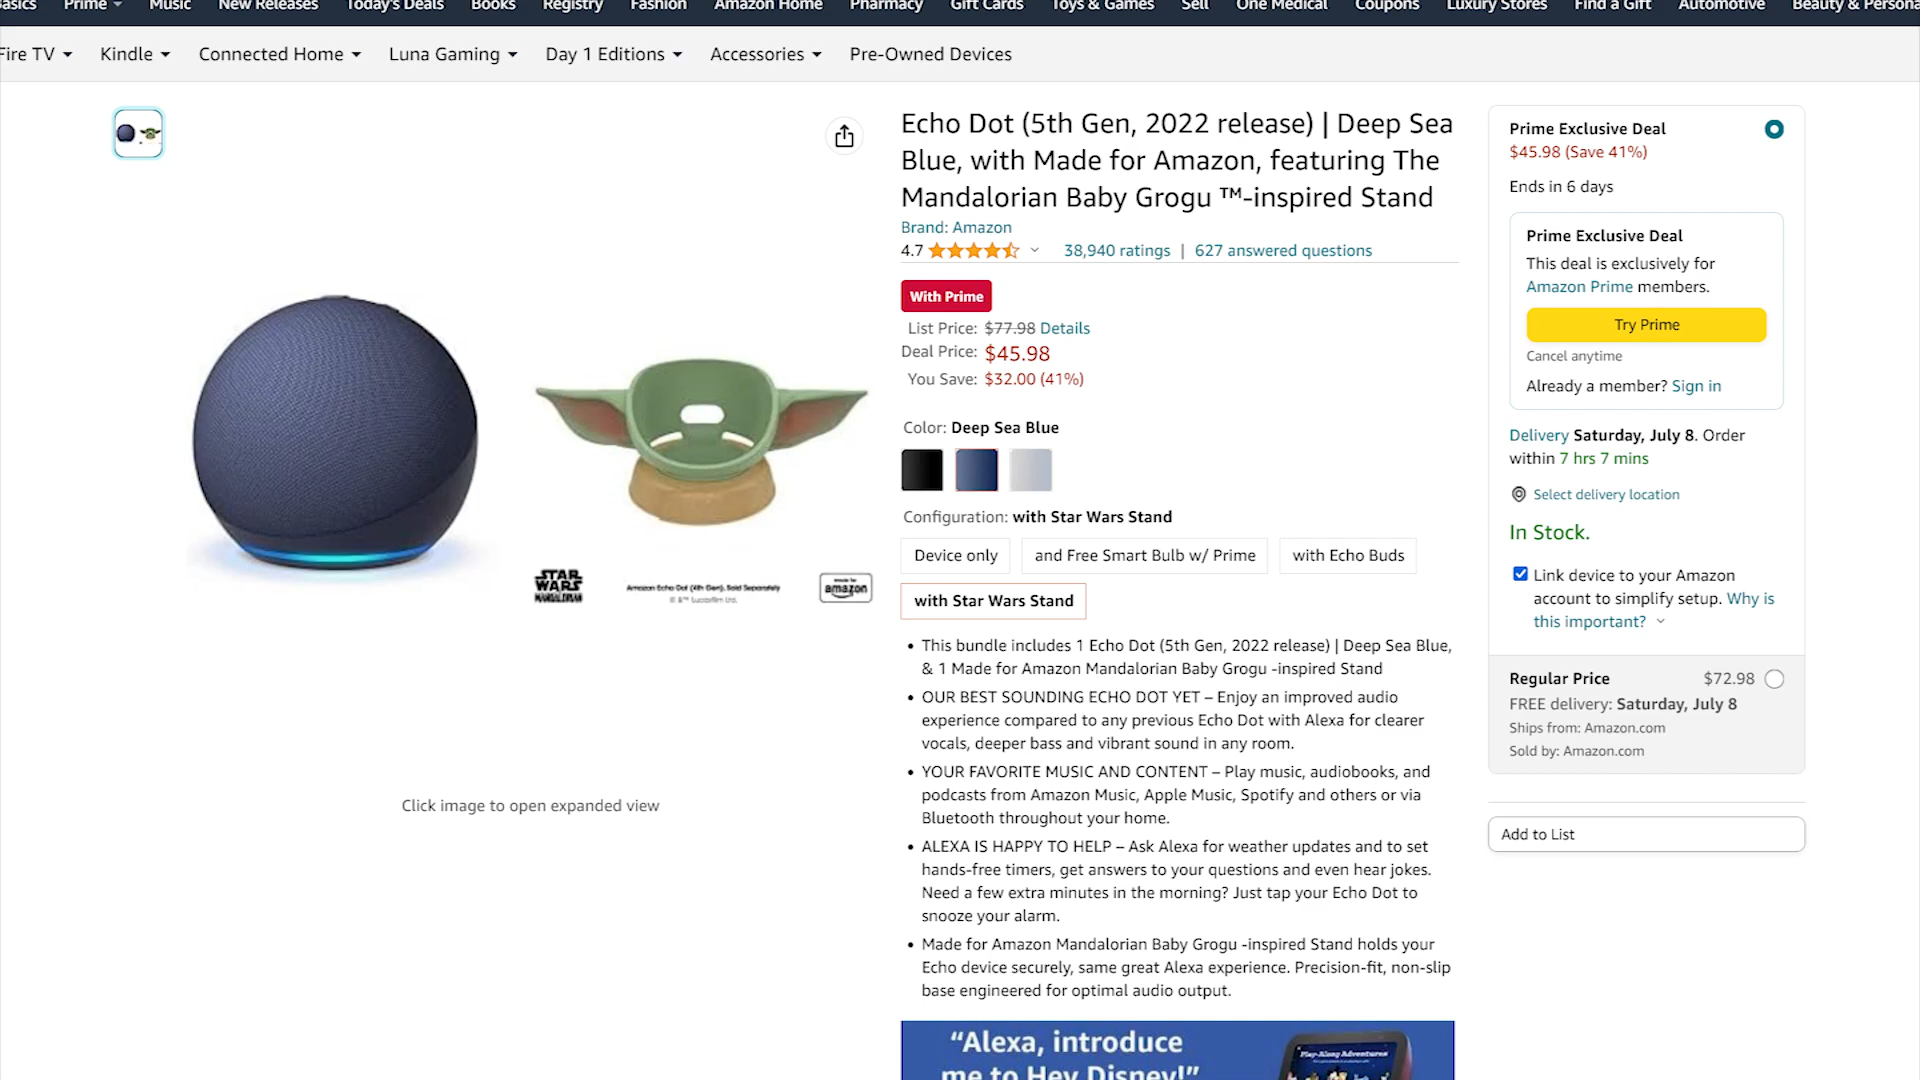 asics Prime Music New Releases Today's Deals Books Registry Fashion Amazon Home Pharmacy Gift Cards Toys & Games Sell One Medical Coupons Luxury Stores Find a Gift Automotive Beauty & Persona
Fire TV Kindle Connected Home Luna Gaming Day 1 Editions Accessories Pre-Owned Devices
Echo Dot (5th Gen, 2022 release) | Deep Sea
Blue, with Made for Amazon, featuring The
Mandalorian Baby Grogu ™-inspired Stand
Brand: Amazon
4.7 38,940 ratings | 627 answered questions
With Prime
List Price: $77.98 Details
Deal Price: $45.98
You Save: $32.00 (41%)
Color: Deep Sea Blue
Configuration: with Star Wars Stand
Device only and Free Smart Bulb w/ Prime with Echo Buds
with Star Wars Stand
• This bundle includes 1 Echo Dot (5th Gen, 2022 release) | Deep Sea Blue,
& 1 Made for Amazon Mandalorian Baby Grogu -inspired Stand
• OUR BEST SOUNDING ECHO DOT YET – Enjoy an improved audio
experience compared to any previous Echo Dot with Alexa for clearer
vocals, deeper bass and vibrant sound in any room.
• YOUR FAVORITE MUSIC AND CONTENT – Play music, audiobooks, and
podcasts from Amazon Music, Apple Music, Spotify and others or via
Bluetooth throughout your home.
• ALEXA IS HAPPY TO HELP – Ask Alexa for weather updates and to set
hands-free timers, get answers to your questions and even hear jokes.
Need a few extra minutes in the morning? Just tap your Echo Dot to
snooze your alarm.
• Made for Amazon Mandalorian Baby Grogu -inspired Stand holds your
Echo device securely, same great Alexa experience. Precision-fit, non-slip
base engineered for optimal audio output.
"Alexa, introduce
me to Hey Disney!"
Play-Along Adventures
STAR
WARS
MANDALORIAN
Amazon Echo Dot (4th Gen), Sold Separately
© & ™ Lucasfilm Ltd.
made for
amazon
Click image to open expanded view
Prime Exclusive Deal
$45.98 (Save 41%)
Ends in 6 days
Prime Exclusive Deal
This deal is exclusively for
Amazon Prime members.
Try Prime
Cancel anytime
Already a member? Sign in
Delivery Saturday, July 8. Order
within 7 hrs 7 mins
Select delivery location
In Stock.
Link device to your Amazon
account to simplify setup. Why is
this important?
Regular Price $72.98
FREE delivery: Saturday, July 8
Ships from: Amazon.com
Sold by: Amazon.com
Add to List